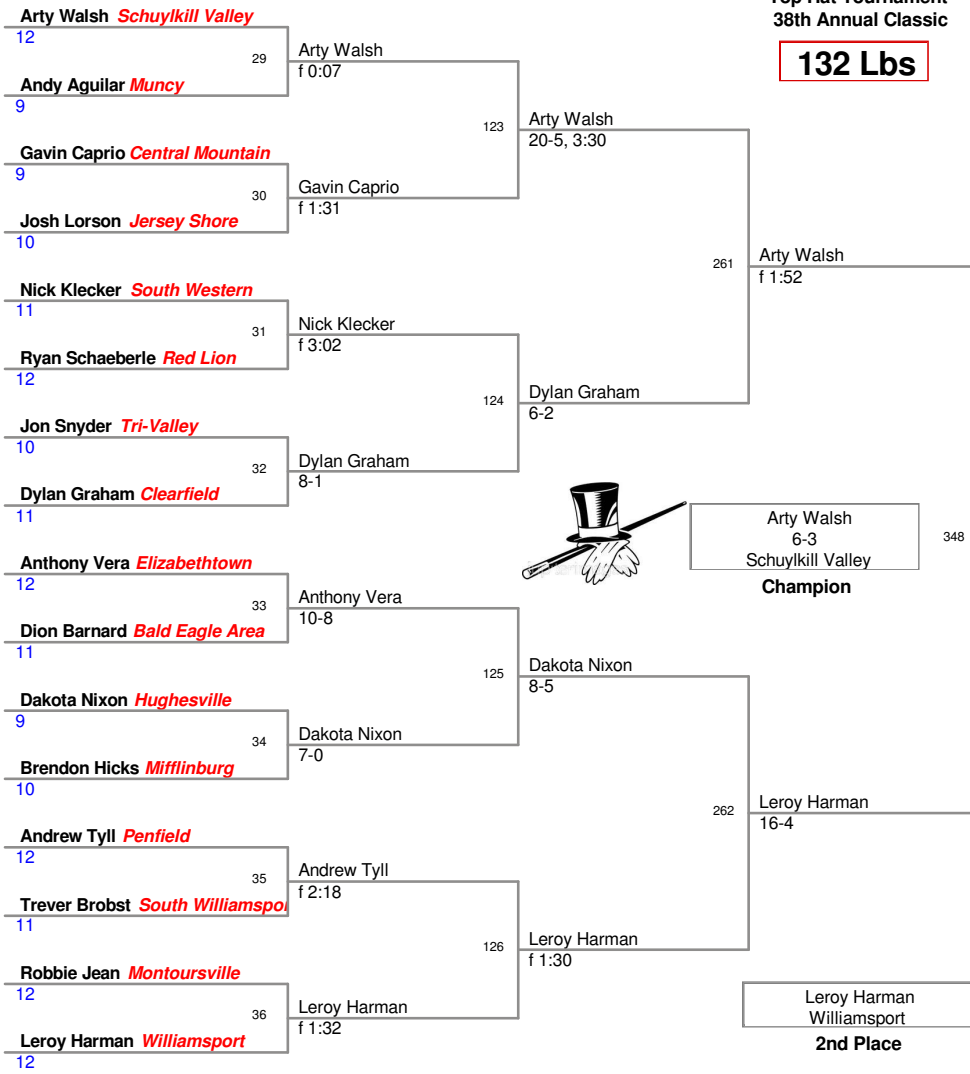 Top Hat Tournament
38th Annual Classic
132 Lbs
Arty Walsh Schuylkill Valley
12
29
Arty Walsh
f 0:07
Andy Aguilar Muncy
9
123
Arty Walsh
20-5, 3:30
Gavin Caprio Central Mountain
9
30
Gavin Caprio
f 1:31
Josh Lorson Jersey Shore
10
261
Arty Walsh
f 1:52
Nick Klecker South Western
11
31
Nick Klecker
f 3:02
Ryan Schaeberle Red Lion
12
124
Dylan Graham
6-2
Jon Snyder Tri-Valley
10
32
Dylan Graham
8-1
Dylan Graham Clearfield
11
Arty Walsh
6-3
Schuylkill Valley
348
Champion
Anthony Vera Elizabethtown
12
33
Anthony Vera
10-8
Dion Barnard Bald Eagle Area
11
125
Dakota Nixon
8-5
Dakota Nixon Hughesville
9
34
Dakota Nixon
7-0
Brendon Hicks Mifflinburg
10
262
Leroy Harman
16-4
Andrew Tyll Penfield
12
35
Andrew Tyll
f 2:18
Trever Brobst South Williamspor
11
126
Leroy Harman
f 1:30
Robbie Jean Montoursville
12
36
Leroy Harman
f 1:32
Leroy Harman Williamsport
12
Leroy Harman
Williamsport
2nd Place